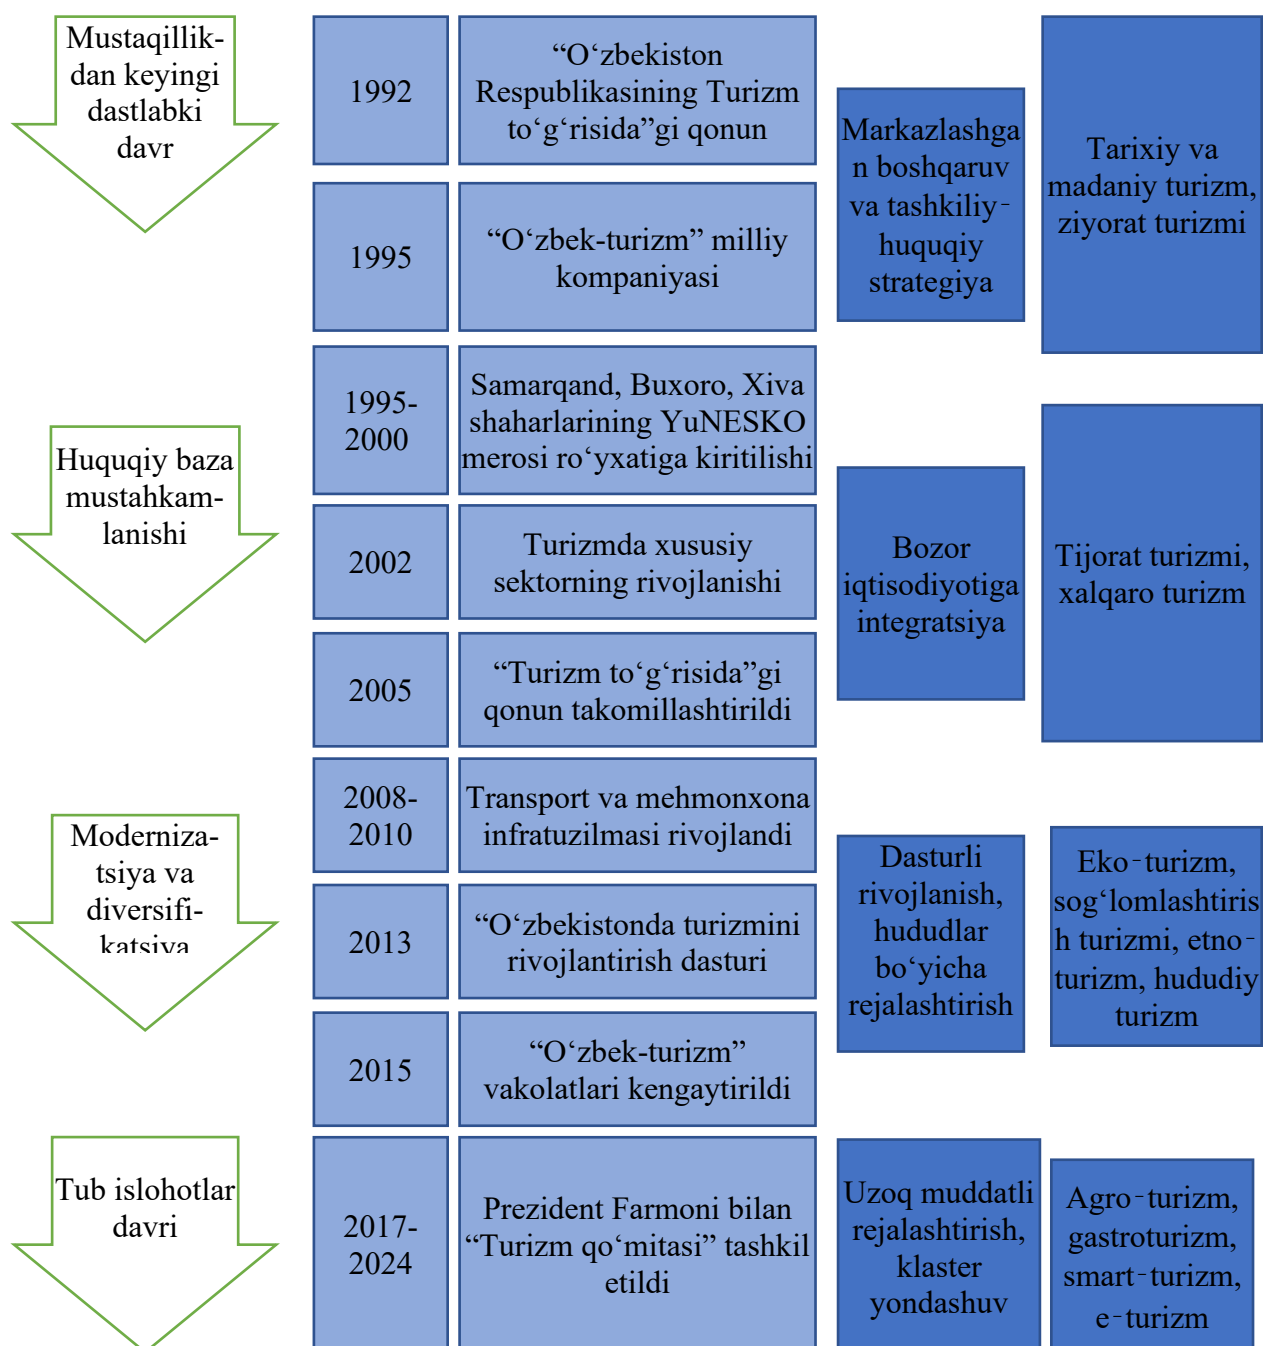 Mustaqillik-
dan keyingi
dastlabki
davr
1992
“O‘zbekiston
Respublikasining Turizm
to‘g‘risida”gi qonun
1995
“O‘zbek-turizm” milliy
kompaniyasi
Markazlashga
n boshqaruv
va tashkiliy-
huquqiy
strategiya
Tarixiy va
madaniy turizm,
ziyorat turizmi
Huquqiy baza
mustahkam-
lanishi
1995-
2000
Samarqand, Buxoro, Xiva
shaharlarining YuNESKO
merosi ro‘yxatiga kiritilishi
2002
Turizmda xususiy
sektorning rivojlanishi
2005
“Turizm to‘g‘risida”gi
qonun takomillashtirildi
Bozor
iqtisodiyotiga
integratsiya
Tijorat turizmi,
xalqaro turizm
Moderniza-
tsiya va
diversifi-
katsiya
2008-
2010
Transport va mehmonxona
infratuzilmasi rivojlandi
2013
“O‘zbekistonda turizmini
rivojlantirish dasturi
2015
“O‘zbek-turizm”
vakolatlari kengaytirildi
Dasturli
rivojlanish,
hududlar
bo‘yicha
rejalashtirish
Eko-turizm,
sog‘lomlashtiris
h turizmi, etno-
turizm, hududiy
turizm
Tub islohotlar
davri
2017-
2024
Prezident Farmoni bilan
“Turizm qo‘mitasi” tashkil
etildi
Uzoq muddatli
rejalashtirish,
klaster
yondashuv
Agro-turizm,
gastroturizm,
smart-turizm,
e-turizm